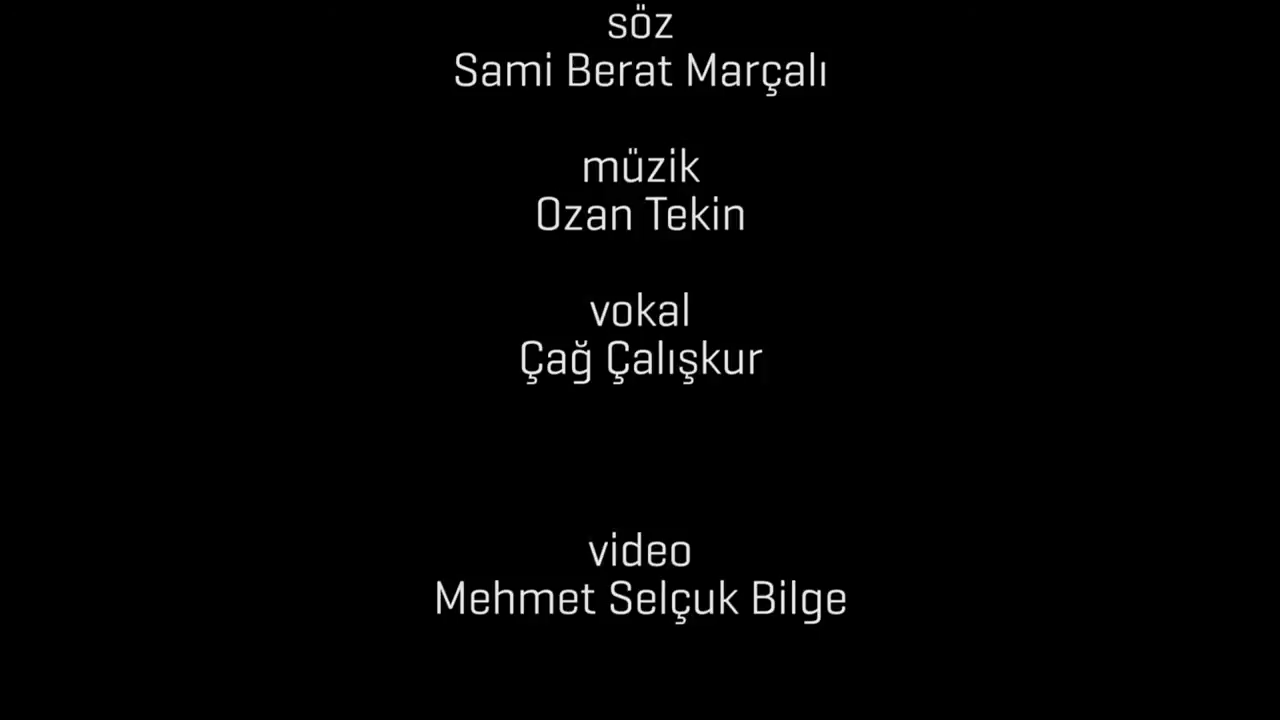 söz
Sami Berat Marçalı
müzik
Ozan Tekin
vokal
Çağ Çalışkur
video
Mehmet Selçuk Bilge